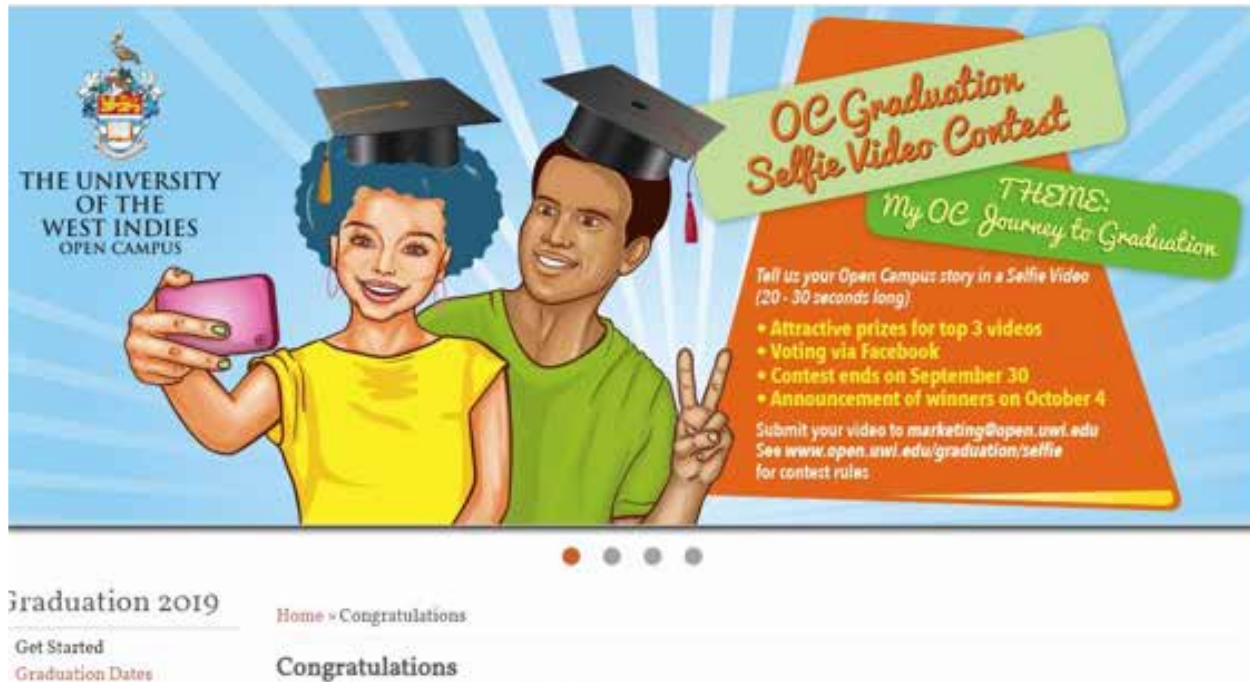 THE UNIVERSITY
OF THE
WEST INDIES
OPEN CAMPUS
OC Graduation
Selfie Video Contest
THEME:
My OC Journey to Graduation
Tell us your Open Campus story in a Selfie Video
(20 - 30 seconds long)
• Attractive prizes for top 3 videos
• Voting via Facebook
• Contest ends on September 30
• Announcement of winners on October 4
Submit your video to marketing@open.uwi.edu
See www.open.uwi.edu/graduation/selfie
for contest rules
Graduation 2019
Get Started
Graduation Dates
Home » Congratulations
Congratulations